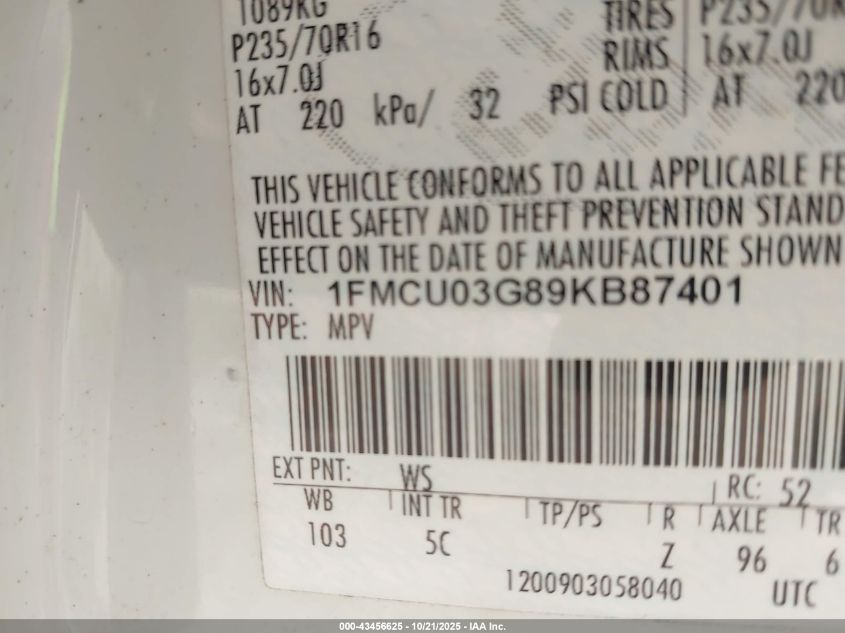 1089KG
P235/70R16
16x7.0J
AT 220 kPa/ 32 PSI COLD
TIRES P235/70R
RIMS 16x7.0J
AT 220
THIS VEHICLE CONFORMS TO ALL APPLICABLE FE
VEHICLE SAFETY AND THEFT PREVENTION STAND
EFFECT ON THE DATE OF MANUFACTURE SHOWN
VIN: 1FMCU03G89KB87401
TYPE: MPV
EXT PNT: WS RC: 52
WB INT TR TP/PS R AXLE TR
103 5C Z 96 6
1200903058040 UTC
000-43456625 - 10/21/2025 - IAA Inc.